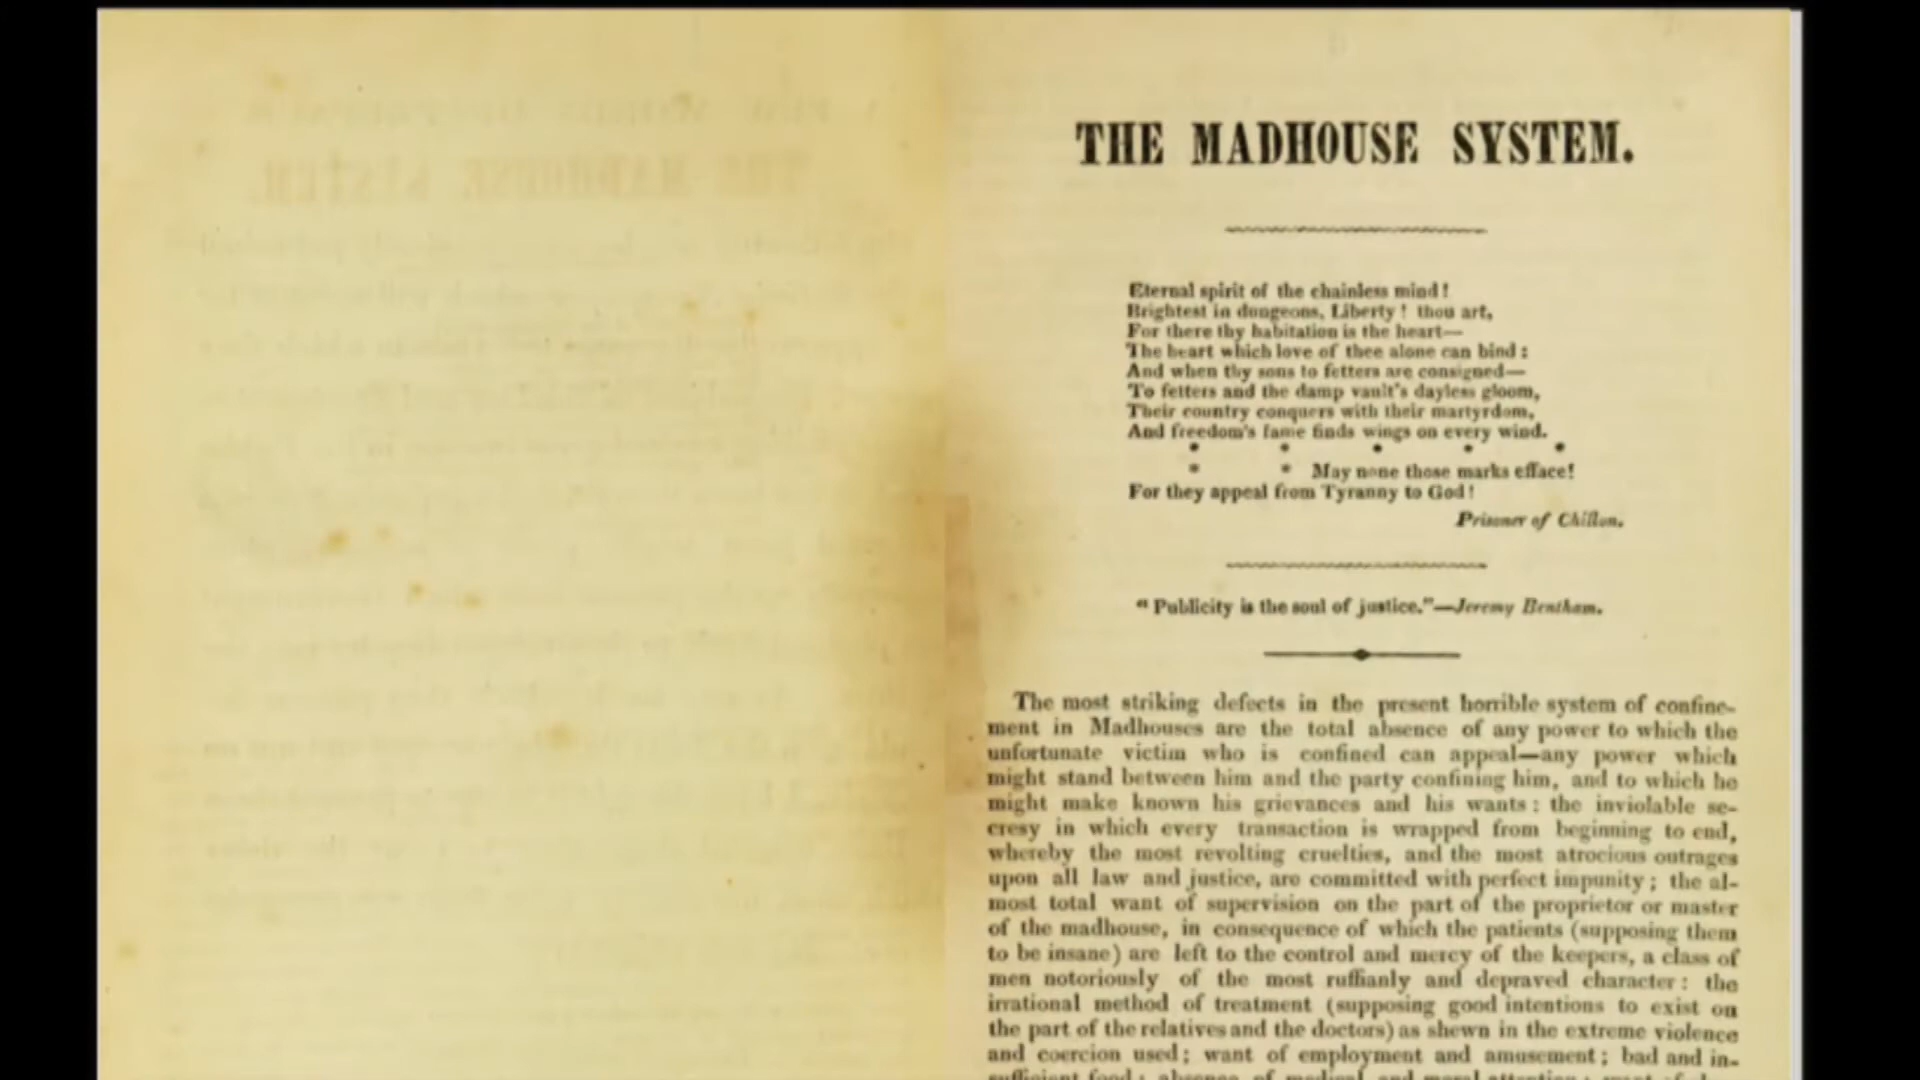 THE MADHOUSE SYSTEM.
Eternal spirit of the chainless mind!
Brightest in dungeons, Liberty! thou art,
For there thy habitation is the heart—
The heart which love of thee alone can bind:
And when thy sons to fetters are consigned—
To fetters and the damp vault's dayless gloom,
Their country conquers with their martyrdom,
And freedom's fame finds wings on every wind.
* * * * *
* * May none those marks efface!
For they appeal from Tyranny to God!
Prisoner of Chillon.
"Publicity is the soul of justice."—Jeremy Bentham.
The most striking defects in the present horrible system of confine-
ment in Madhouses are the total absence of any power to which the
unfortunate victim who is confined can appeal—any power which
might stand between him and the party confining him, and to which he
might make known his grievances and his wants: the inviolable se-
cresy in which every transaction is wrapped from beginning to end,
whereby the most revolting cruelties, and the most atrocious outrages
upon all law and justice, are committed with perfect impunity; the al-
most total want of supervision on the part of the proprietor or master
of the madhouse, in consequence of which the patients (supposing them
to be insane) are left to the control and mercy of the keepers, a class of
men notoriously of the most ruffianly and depraved character: the
irrational method of treatment (supposing good intentions to exist on
the part of the relatives and the doctors) as shewn in the extreme violence
and coercion used; want of employment and amusement; bad and in-
sufficient food; absence of medical and moral attention;